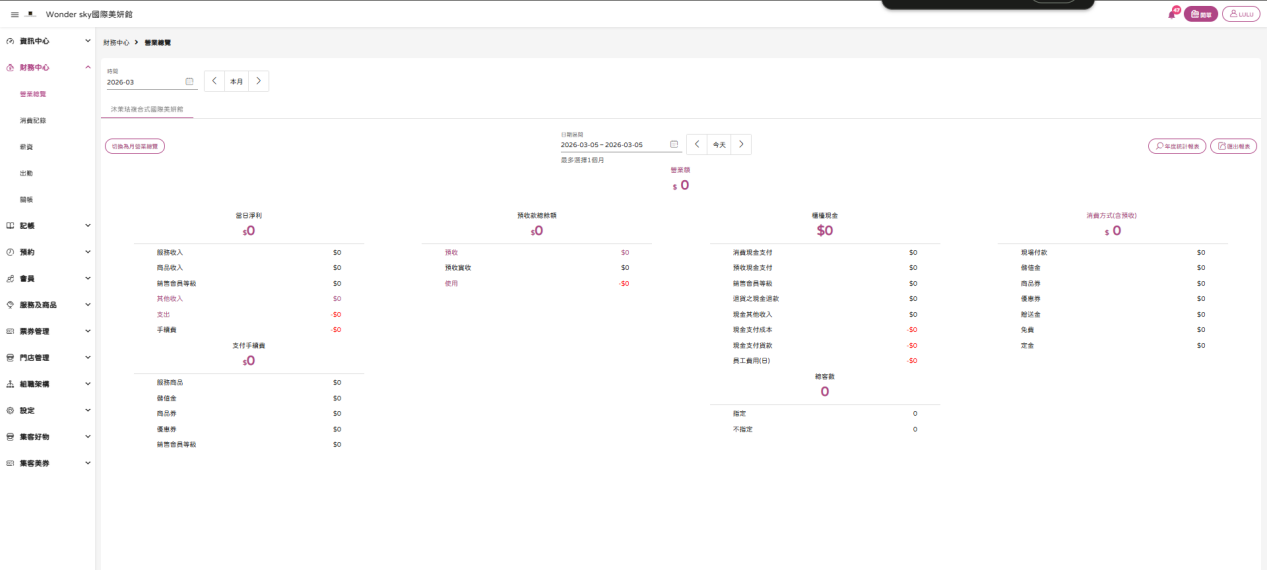 Wonder sky國際美妍館
47
開單
LULU
資訊中心
財務中心
營業總覽
消費記錄
薪資
出勤
關帳
記帳
預約
會員
服務及商品
票券管理
門店管理
組職架構
設定
集客好物
集客美券
財務中心 > 營業總覽
時間
2026-03
本月
沐茉琋複合式國際美妍館
切換為月營業總覽
日期區間
2026-03-05 ~ 2026-03-05
今天
最多選擇1個月
年度統計報表
匯出報表
營業額
$ 0
當日淨利
$0
服務收入 $0
商品收入 $0
銷售會員等級 $0
其他收入 $0
支出 -$0
手續費 -$0
支付手續費
$0
服務商品 $0
儲值金 $0
商品券 $0
優惠券 $0
銷售會員等級 $0
預收款總餘額
$0
預收 $0
預收實收 $0
使用 -$0
櫃檯現金
$0
消費現金支付 $0
預收現金支付 $0
銷售會員等級 $0
退貨之現金退款 $0
現金其他收入 $0
現金支付成本 -$0
現金支付貨款 -$0
員工費用(日) -$0
總客數
0
指定 0
不指定 0
消費方式(含預收)
$ 0
現場付款 $0
儲值金 $0
商品券 $0
優惠券 $0
贈送金 $0
免費 $0
定金 $0